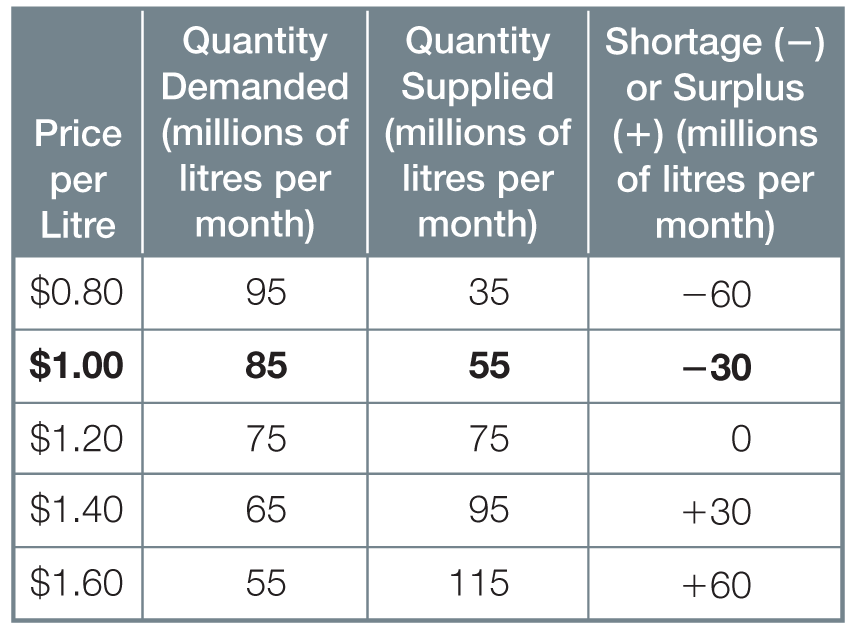 Price
per
Litre
Quantity
Demanded
(millions of
litres per
month)
Quantity
Supplied
(millions of
litres per
month)
Shortage (−)
or Surplus
(+) (millions
of litres per
month)
$0.80 95 35 −60
$1.00 85 55 −30
$1.20 75 75 0
$1.40 65 95 +30
$1.60 55 115 +60